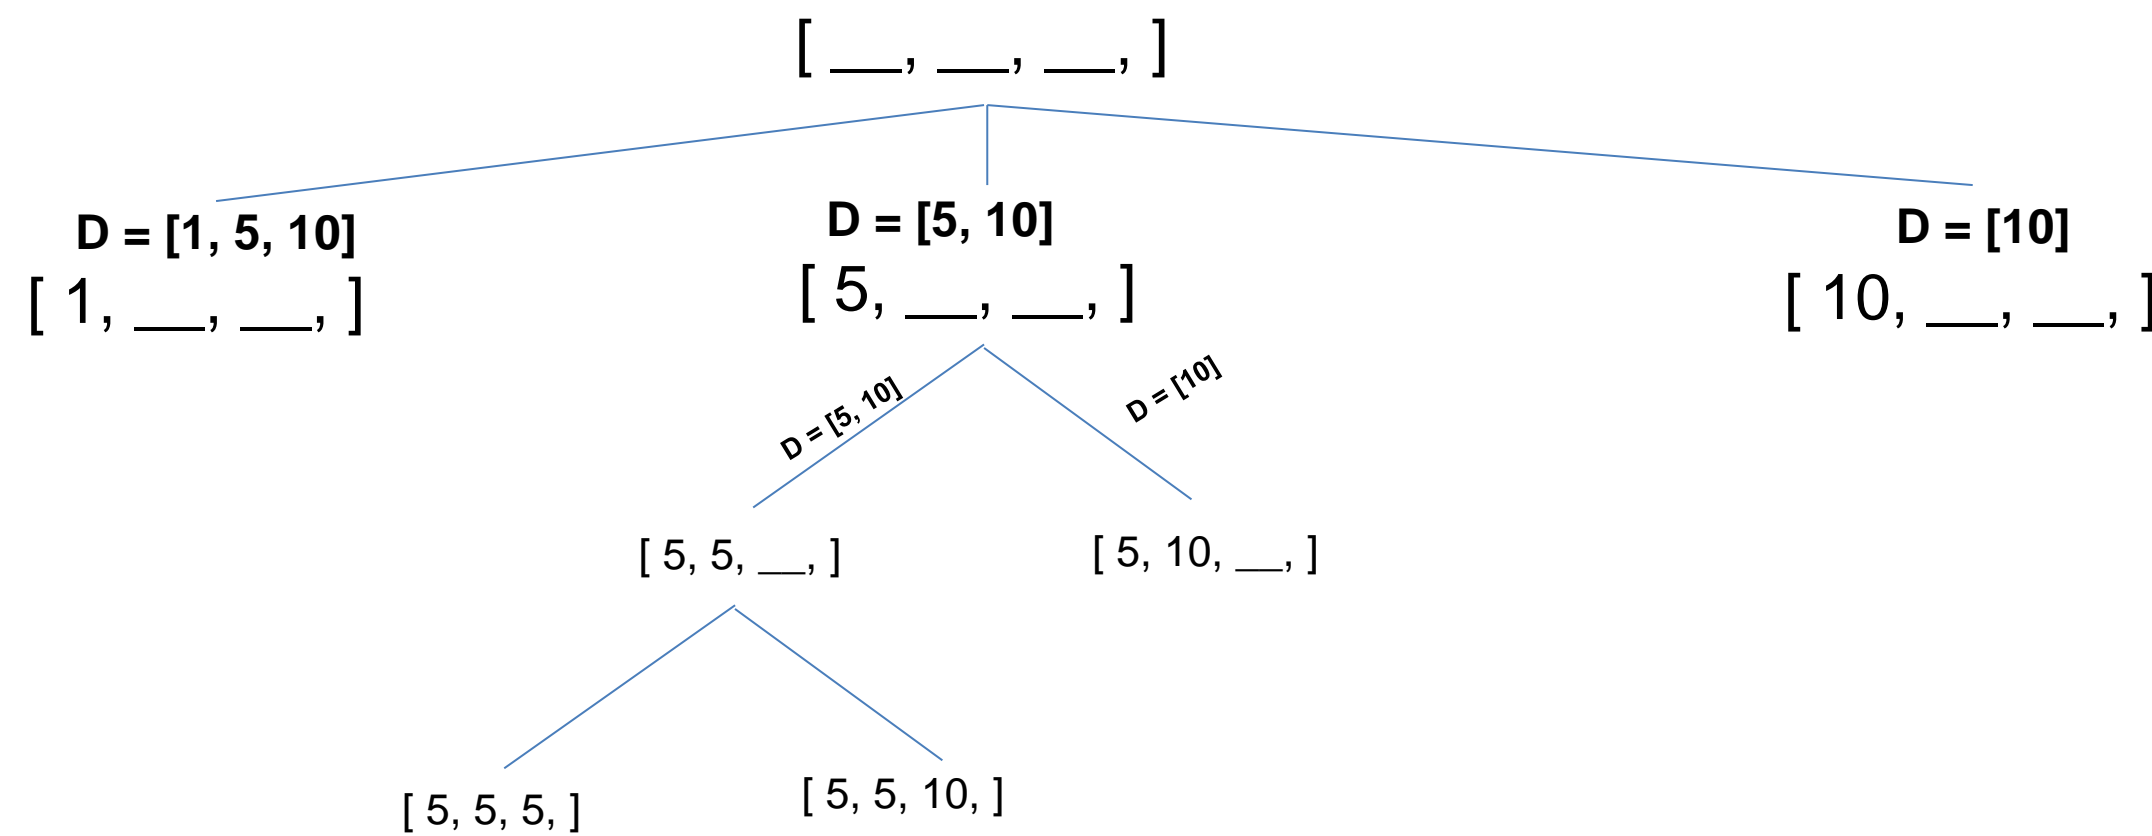 [ __, __, __, ]
D = [1, 5, 10]
[ 1, __, __, ]
D = [5, 10]
[ 5, __, __, ]
D = [10]
[ 10, __, __, ]
D = [5, 10]
D = [10]
[ 5, 5, __, ]
[ 5, 10, __, ]
[ 5, 5, 5, ]
[ 5, 5, 10, ]